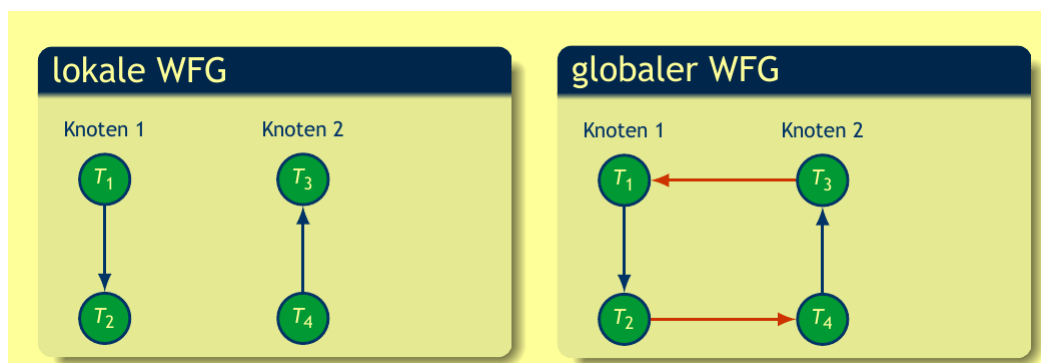 lokale WFG
Knoten 1 Knoten 2
T1 T3
T2 T4
globaler WFG
Knoten 1 Knoten 2
T1 T3
T2 T4